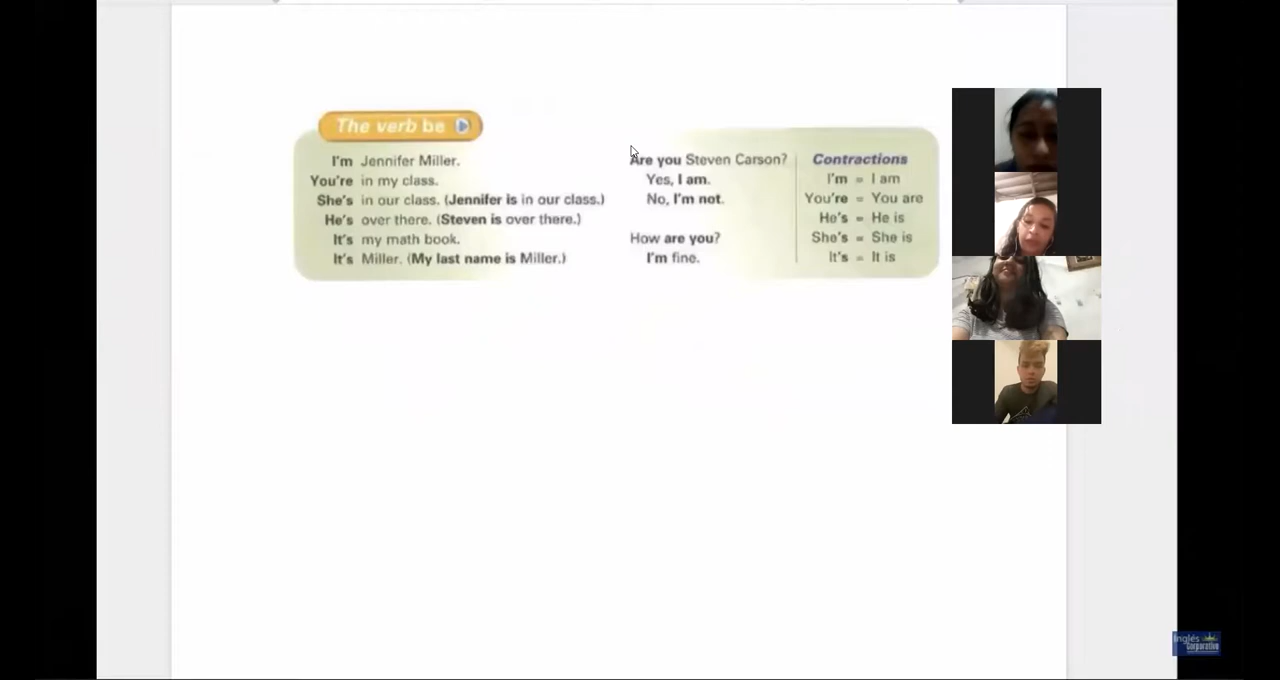 The verb be
I'm Jennifer Miller.
You're in my class.
She's in our class. (Jennifer is in our class.)
He's over there. (Steven is over there.)
It's my math book.
It's Miller. (My last name is Miller.)
Are you Steven Carson?
Yes, I am.
No, I'm not.
How are you?
I'm fine.
Contractions
I'm = I am
You're = You are
He's = He is
She's = She is
It's = It is
Inglés
Corporativo